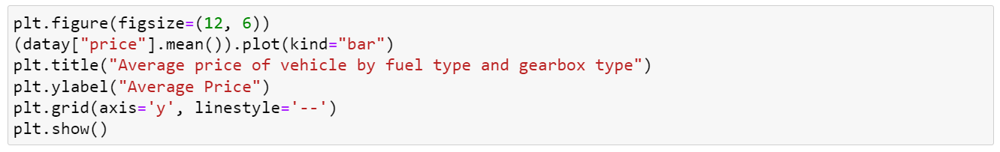 plt.figure(figsize=(12, 6))
(datay["price"].mean()).plot(kind="bar")
plt.title("Average price of vehicle by fuel type and gearbox type")
plt.ylabel("Average Price")
plt.grid(axis='y', linestyle='--')
plt.show()